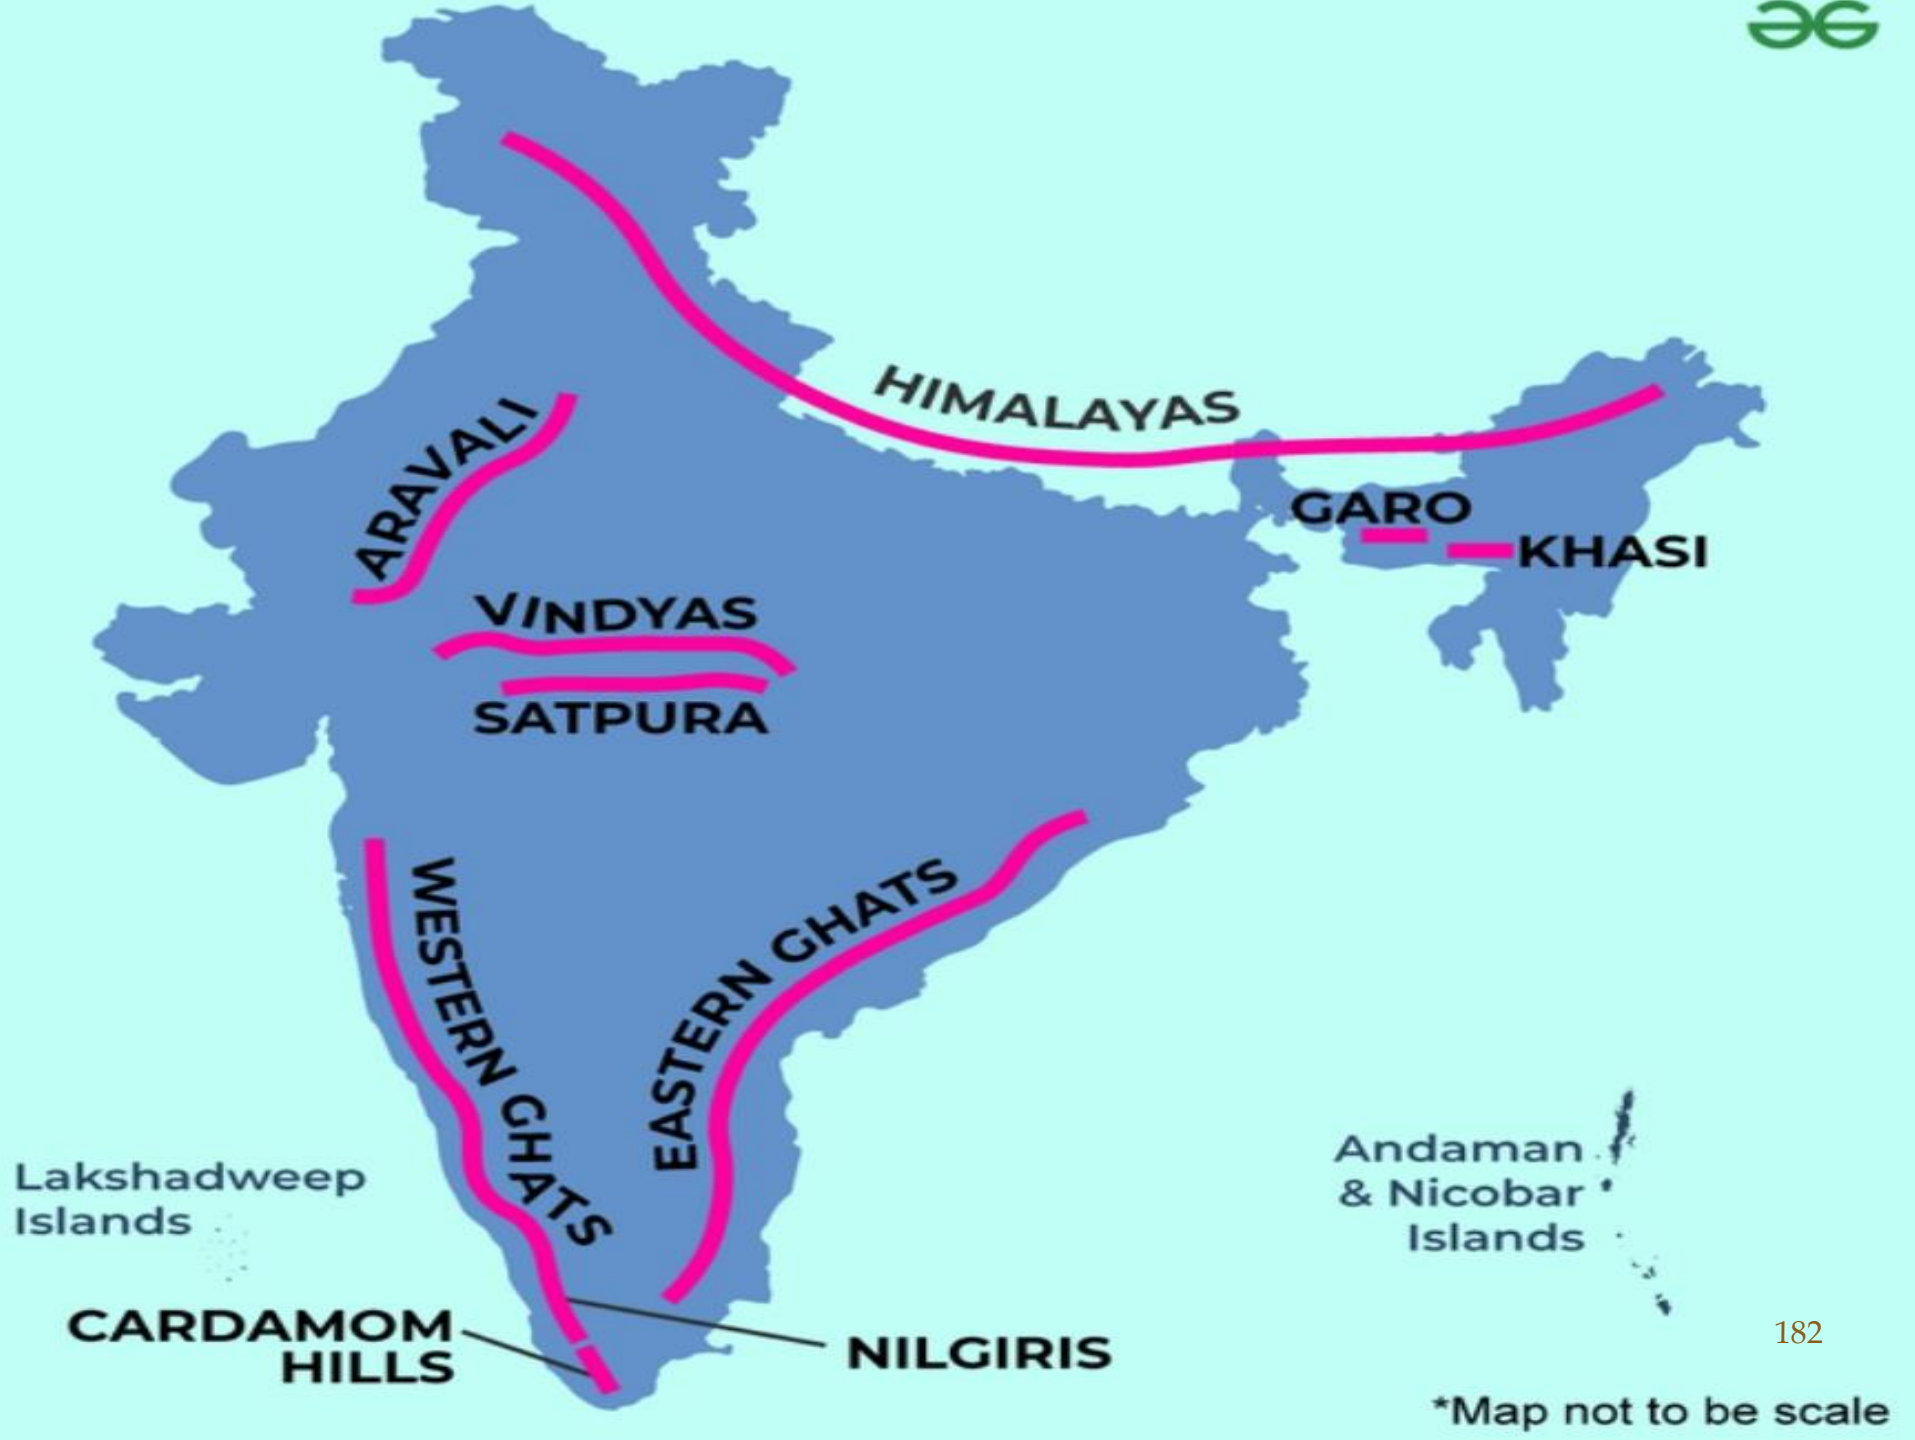 HIMALAYAS
ARAVALI
GARO
KHASI
VINDYAS
SATPURA
WESTERN GHATS
EASTERN GHATS
Lakshadweep
Islands
Andaman
& Nicobar
Islands
CARDAMOM
HILLS
NILGIRIS
182
*Map not to be scale